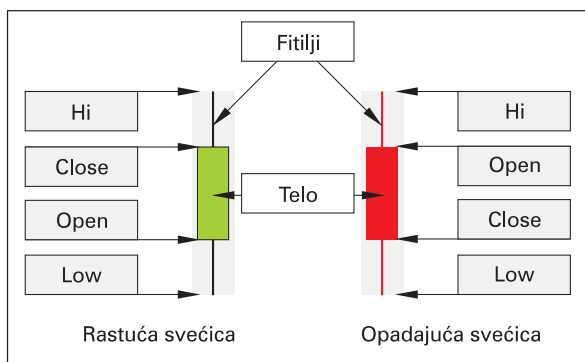 Fitilji
Hi
Hi
Close
Open
Telo
Open
Close
Low
Low
Rastuća svećica
Opadajuća svećica